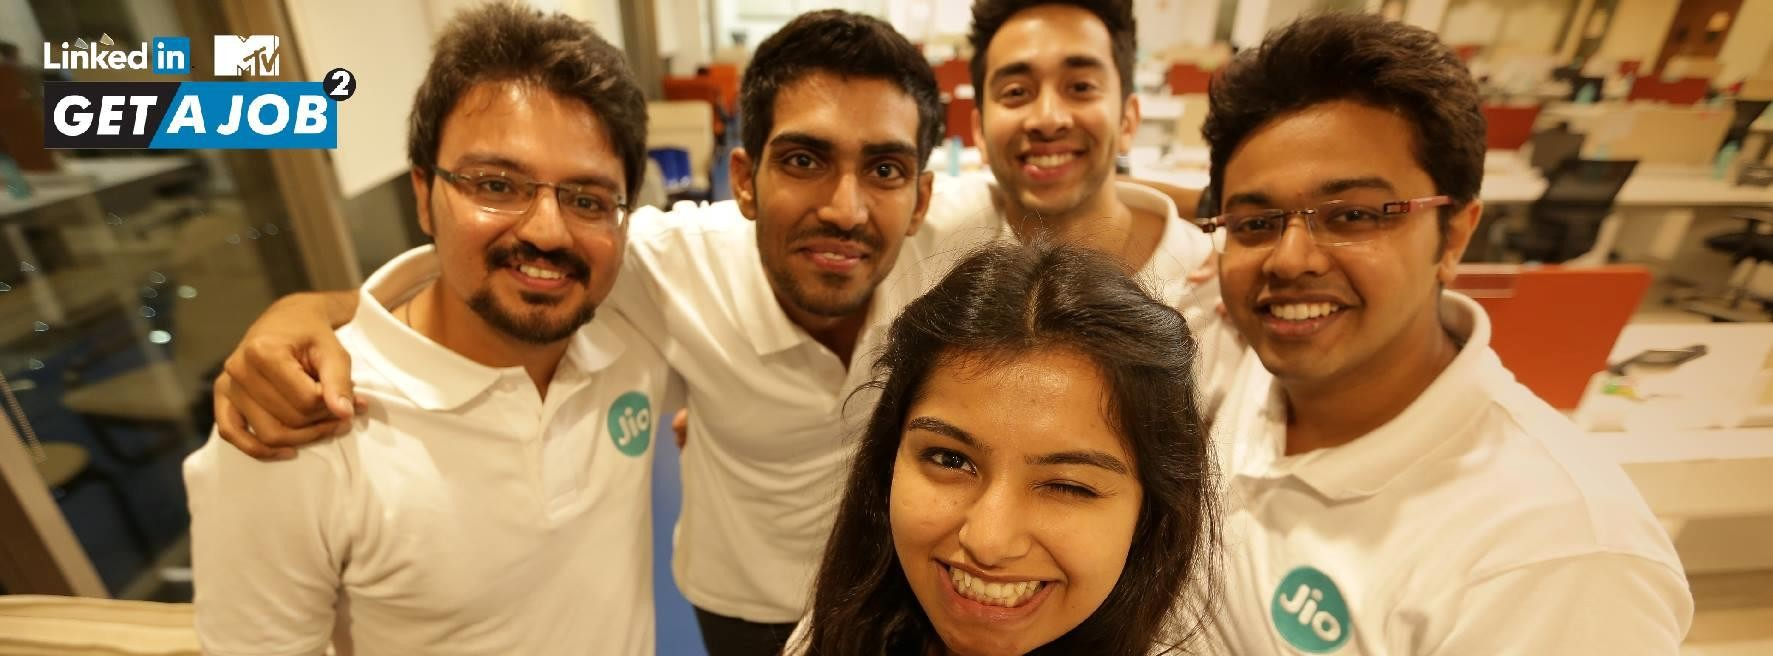 Linked in MTV
GET A JOB 2
Jio
Jio